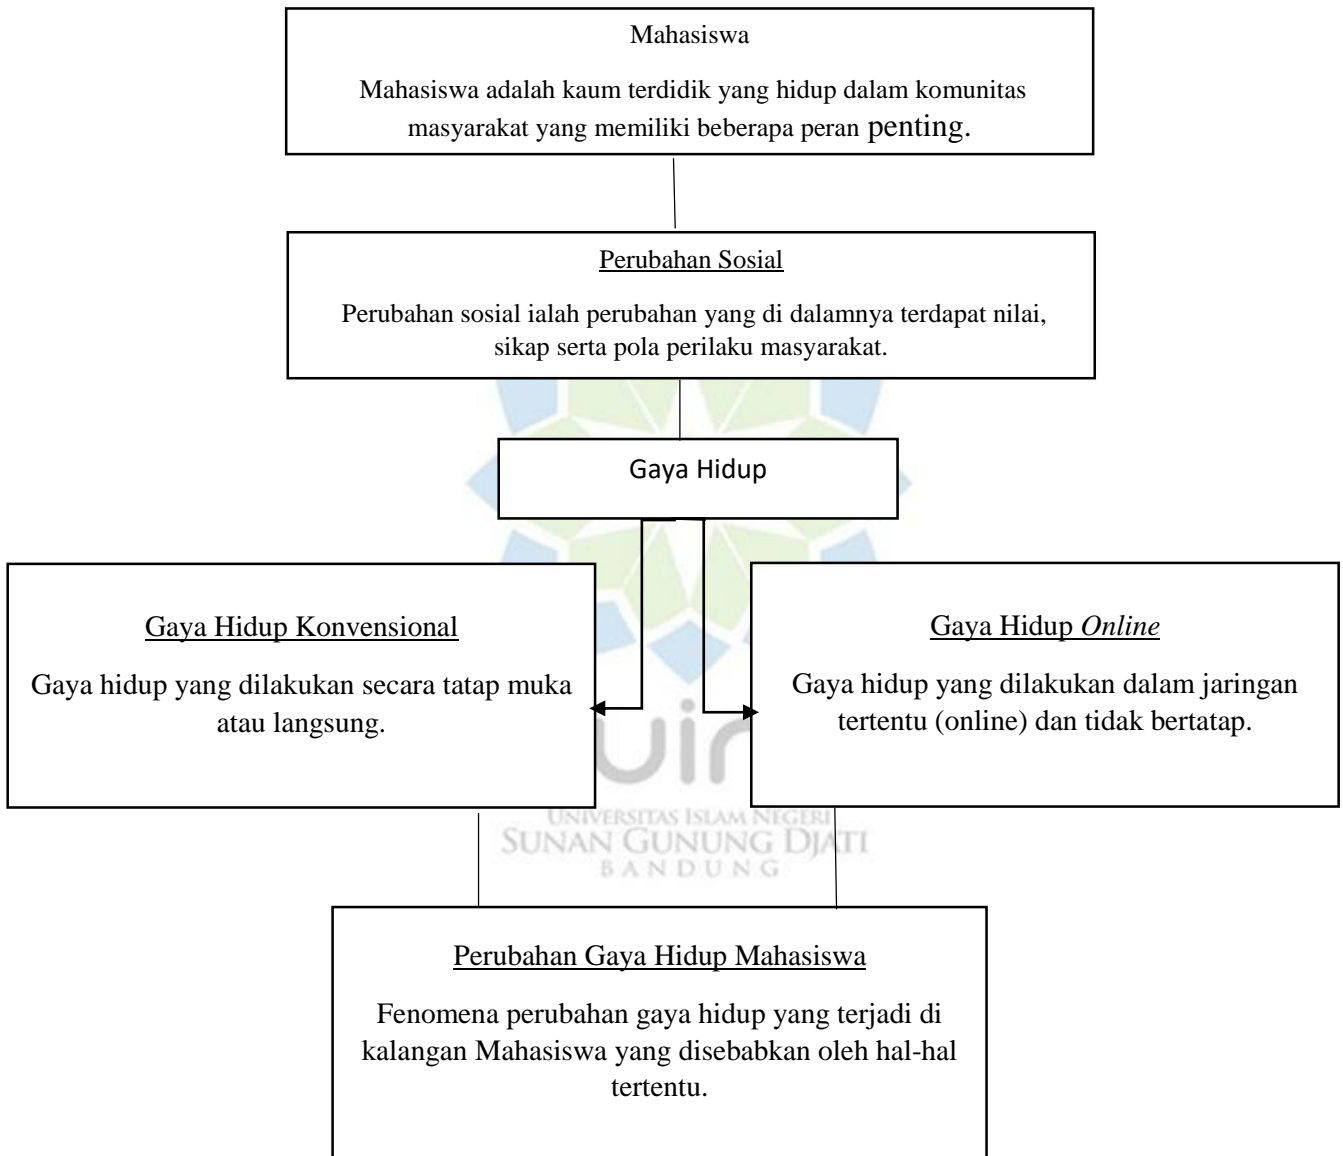 Mahasiswa
Mahasiswa adalah kaum terdidik yang hidup dalam komunitas
masyarakat yang memiliki beberapa peran penting.
Perubahan Sosial
Perubahan sosial ialah perubahan yang di dalamnya terdapat nilai,
sikap serta pola perilaku masyarakat.
Gaya Hidup
Gaya Hidup Konvensional
Gaya hidup yang dilakukan secara tatap muka
atau langsung.
Gaya Hidup Online
Gaya hidup yang dilakukan dalam jaringan
tertentu (online) dan tidak bertatap.
uin
UNIVERSITAS ISLAM NEGERI
SUNAN GUNUNG DJATI
BANDUNG
Perubahan Gaya Hidup Mahasiswa
Fenomena perubahan gaya hidup yang terjadi di
kalangan Mahasiswa yang disebabkan oleh hal-hal
tertentu.